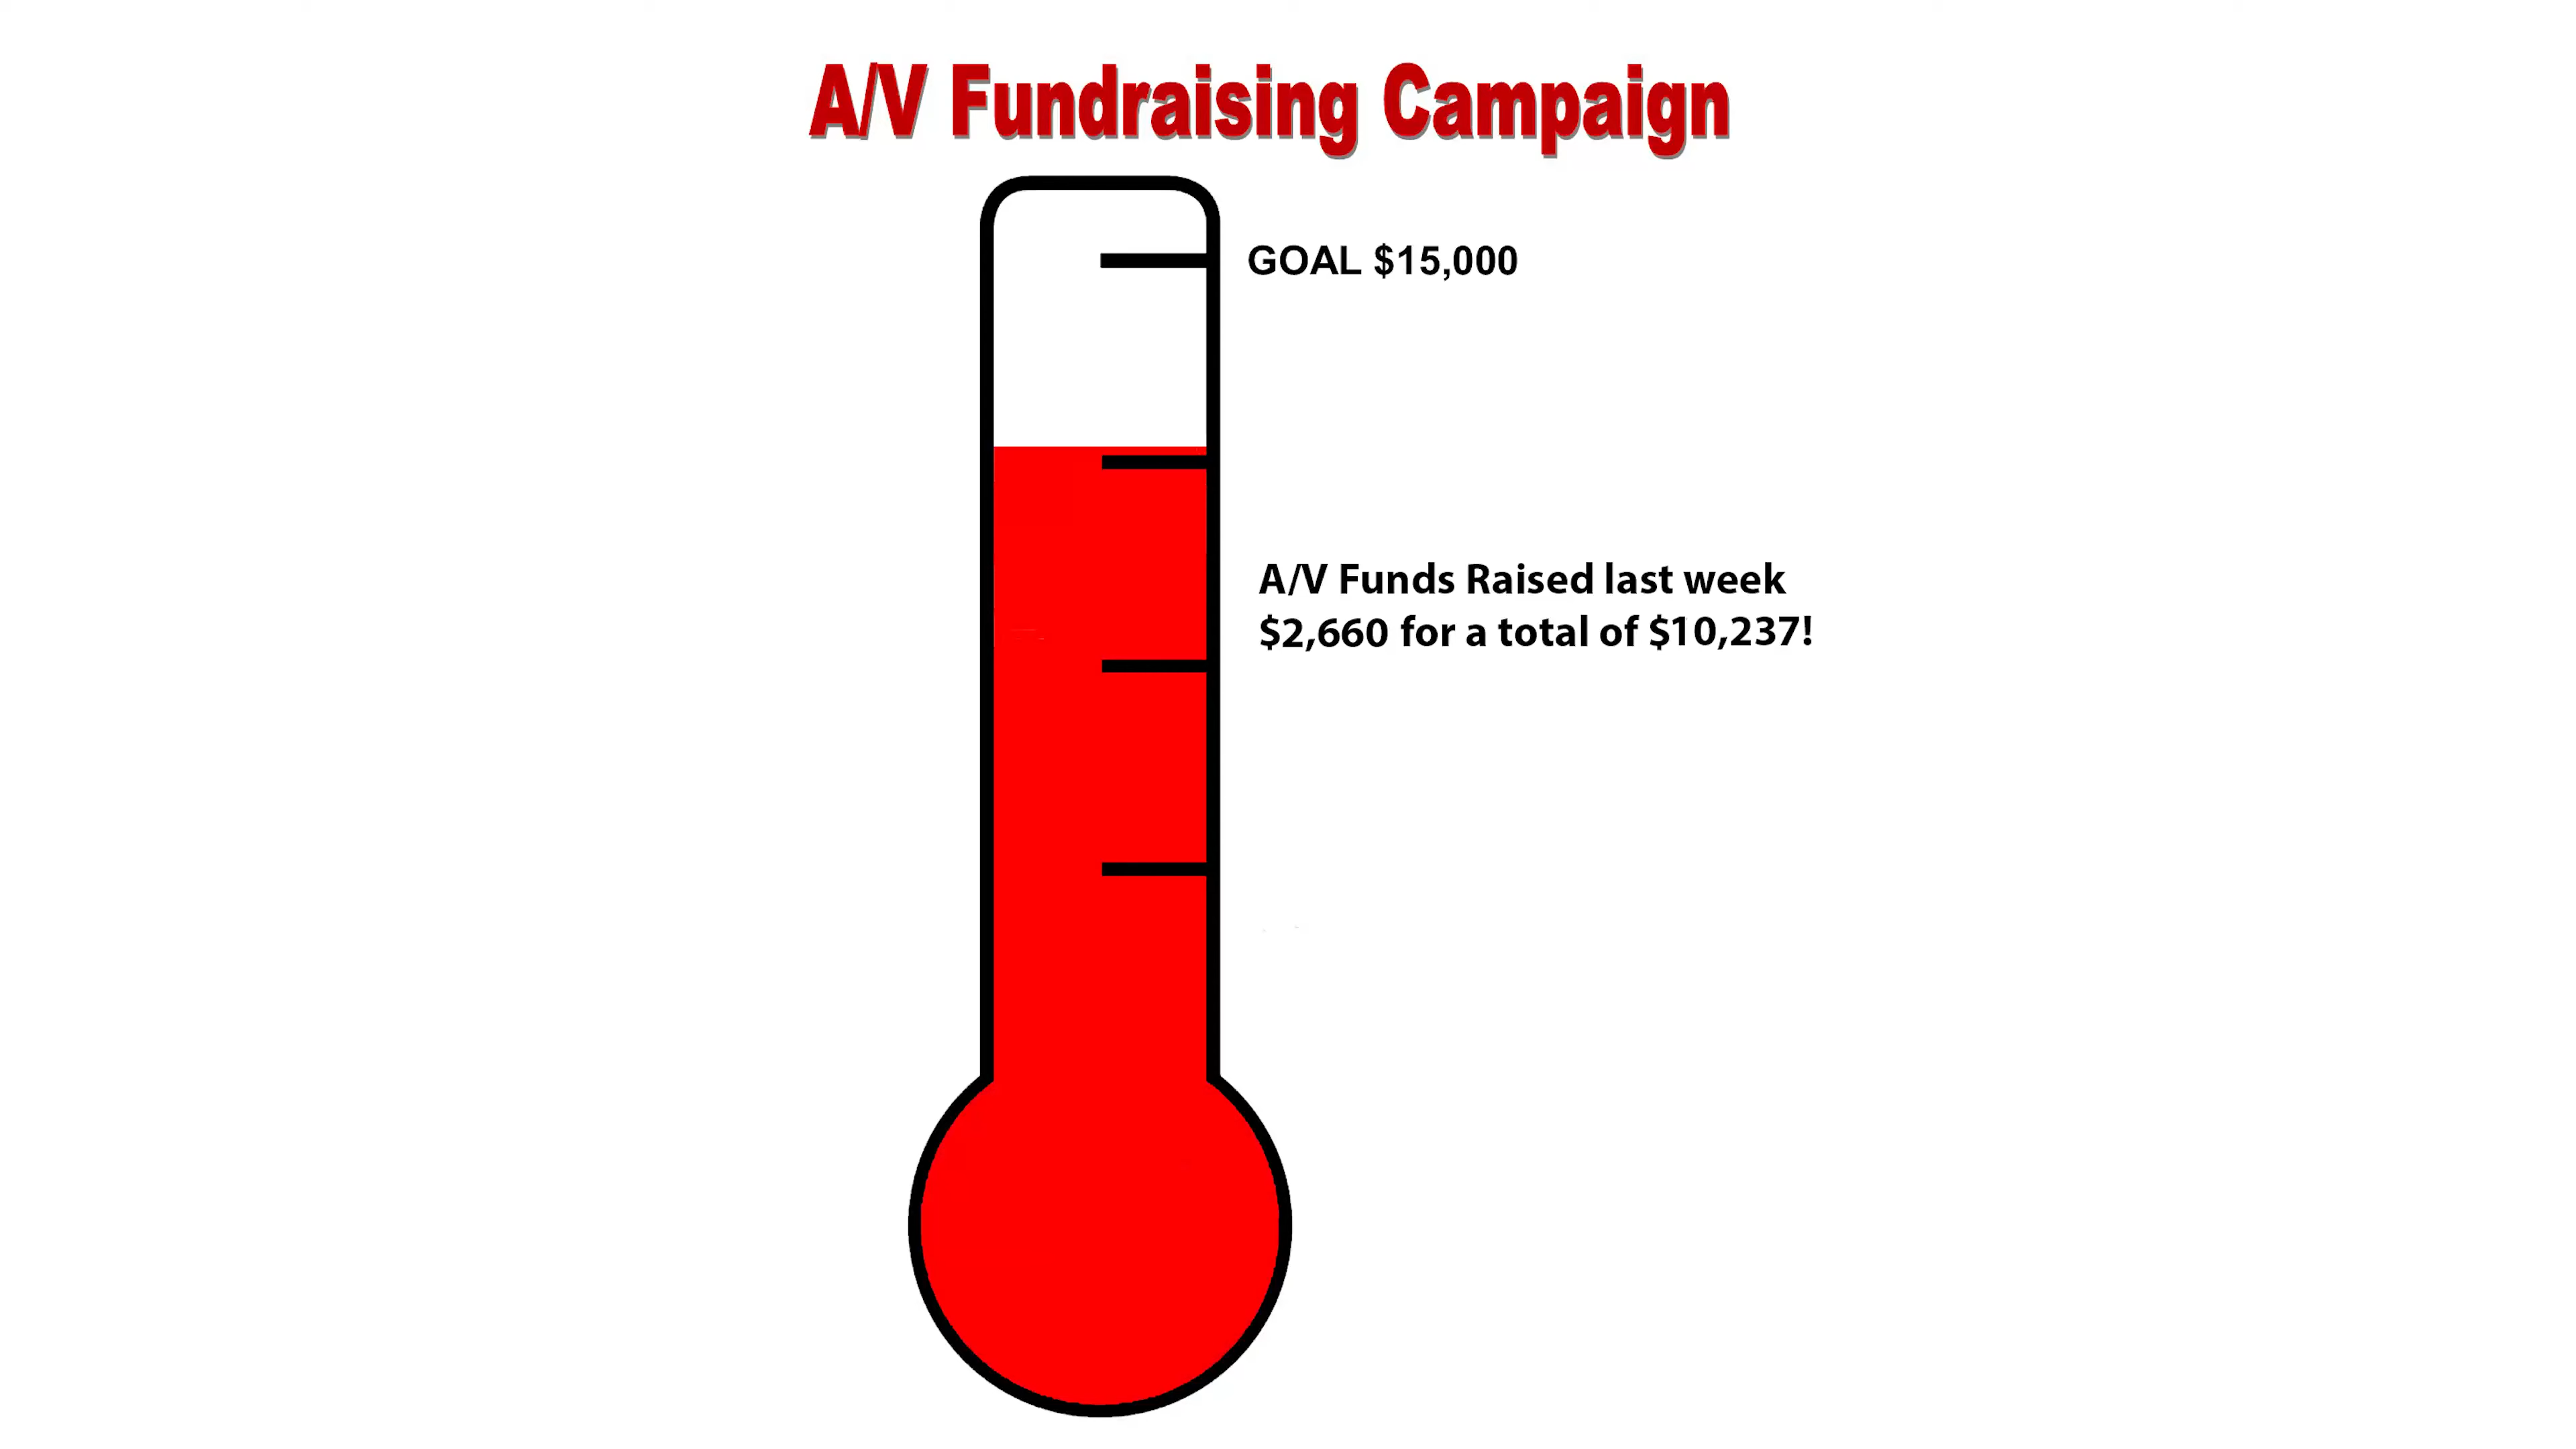 A/V Fundraising Campaign
GOAL $15,000
A/V Funds Raised last week
$2,660 for a total of $10,237!